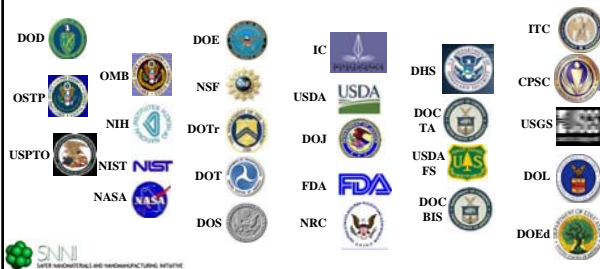 DOD
OSTP
USPTO
OMB
NIH
NIST NIST
NASA NASA
DOE
NSF
DOTr
DOT
DOS
IC
USDA USDA
DOJ
FDA FDA
NRC
DHS
DOC
TA
USDA
FS
U S
DOC
BIS
ITC
CPSC
USGS
DOL
DOEd
SNNI
SAFER NANOMATERIALS AND NANOMANUFACTURING INITIATIVE